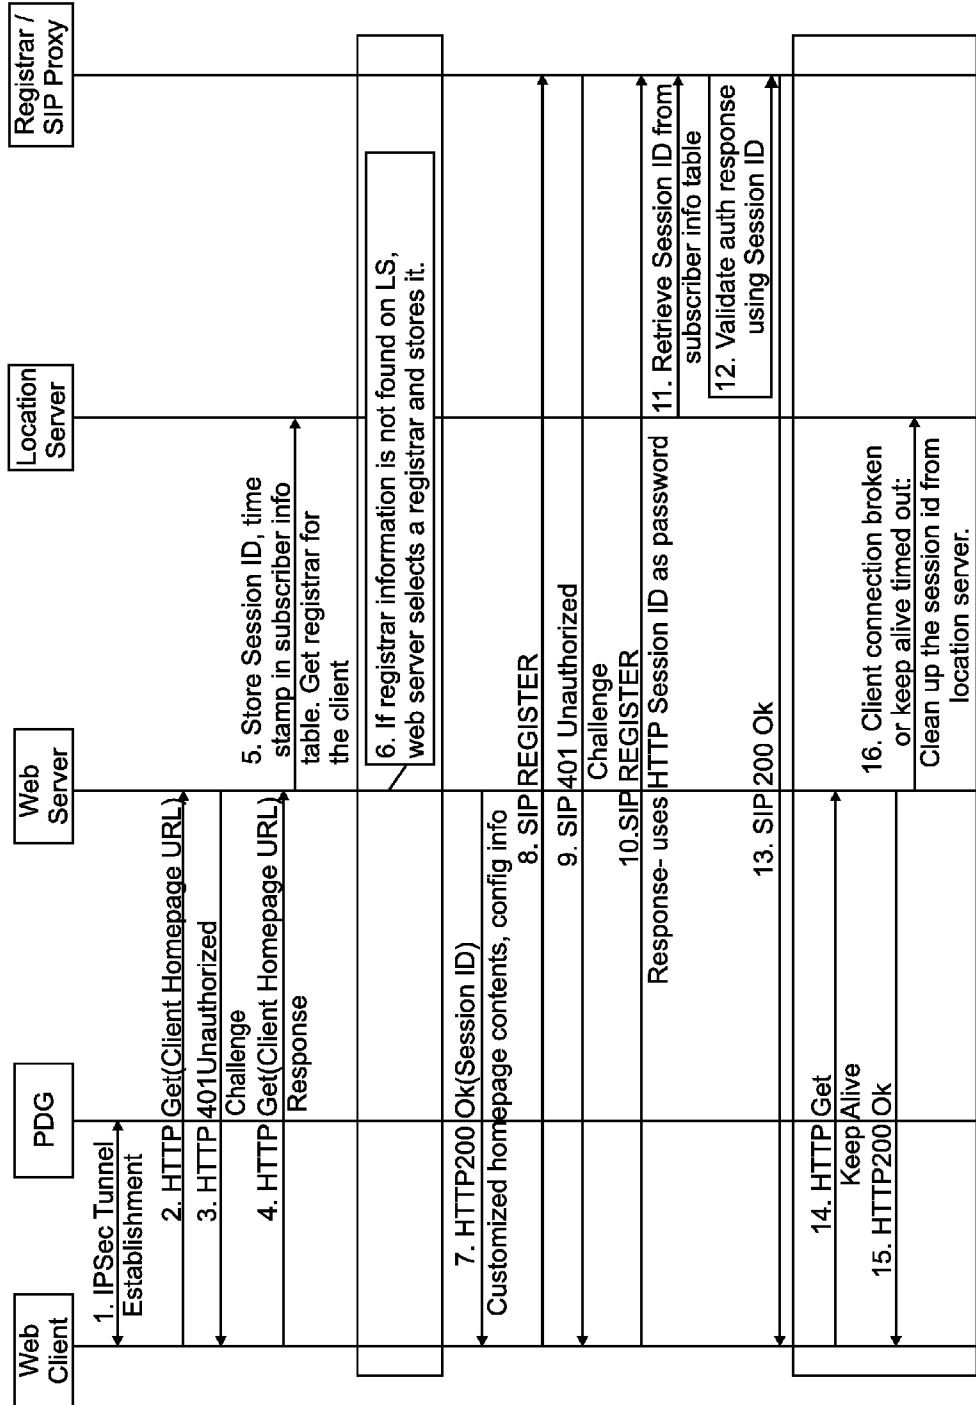 Web
Client
PDG
Web
Server
Location
Server
Registrar /
SIP Proxy
1. IPSec Tunnel
Establishment
2. HTTP Get(Client Homepage URL)
3. HTTP 401Unauthorized
Challenge
4. HTTP Get(Client Homepage URL)
Response
5. Store Session ID, time
stamp in subscriber info
table. Get registrar for
the client
6. If registrar information is not found on LS,
web server selects a registrar and stores it.
7. HTTP200 Ok(Session ID)
Customized homepage contents, config info
8. SIP REGISTER
9. SIP 401 Unauthorized
Challenge
10.SIP REGISTER
Response- uses HTTP Session ID as password
11. Retrieve Session ID from
subscriber info table
12. Validate auth response
using Session ID
13. SIP 200 Ok
14. HTTP Get
Keep Alive
15. HTTP200 Ok
16. Client connection broken
or keep alive timed out:
Clean up the session id from
location server.